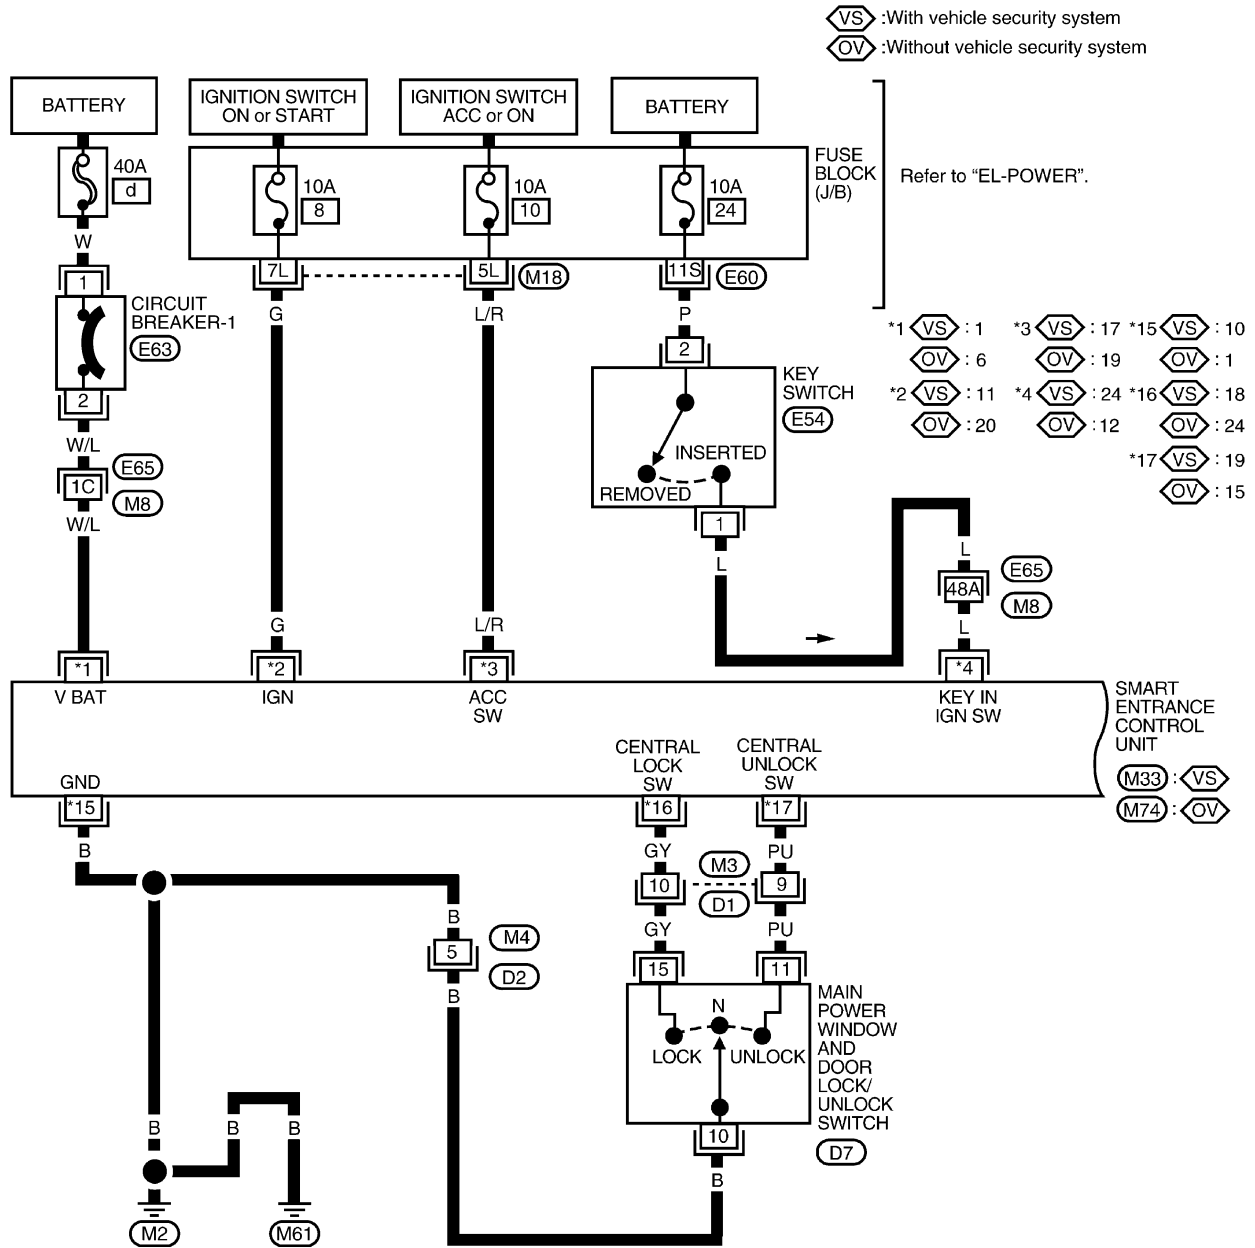 VS :With vehicle security system
OV :Without vehicle security system
BATTERY
IGNITION SWITCH
ON or START
IGNITION SWITCH
ACC or ON
BATTERY
40A
d
10A
8
10A
10
10A
24
FUSE
BLOCK
(J/B)
Refer to “EL-POWER”.
W
7L
5L
M18
11S
E60
1
CIRCUIT
BREAKER-1
E63
G
L/R
P
*1 VS : 1
OV : 6
*2 VS : 11
OV : 20
*3 VS : 17
OV : 19
*4 VS : 24
OV : 12
*15 VS : 10
OV : 1
*16 VS : 18
OV : 24
*17 VS : 19
OV : 15
2
KEY
SWITCH
E54
2
W/L
INSERTED
REMOVED
E65
1C
M8
W/L
1
L
L
E65
48A
M8
L
G
L/R
*1
*2
*3
*4
V BAT
IGN
ACC
SW
KEY IN
IGN SW
SMART
ENTRANCE
CONTROL
UNIT
M33 : VS
M74 : OV
GND
CENTRAL
LOCK
SW
CENTRAL
UNLOCK
SW
*15
*16
*17
B
GY
PU
M3
10
9
D1
GY
PU
B
5
M4
D2
B
15
11
N
LOCK
UNLOCK
MAIN
POWER
WINDOW
AND
DOOR
LOCK/
UNLOCK
SWITCH
D7
10
B
B
B
B
M2
M61